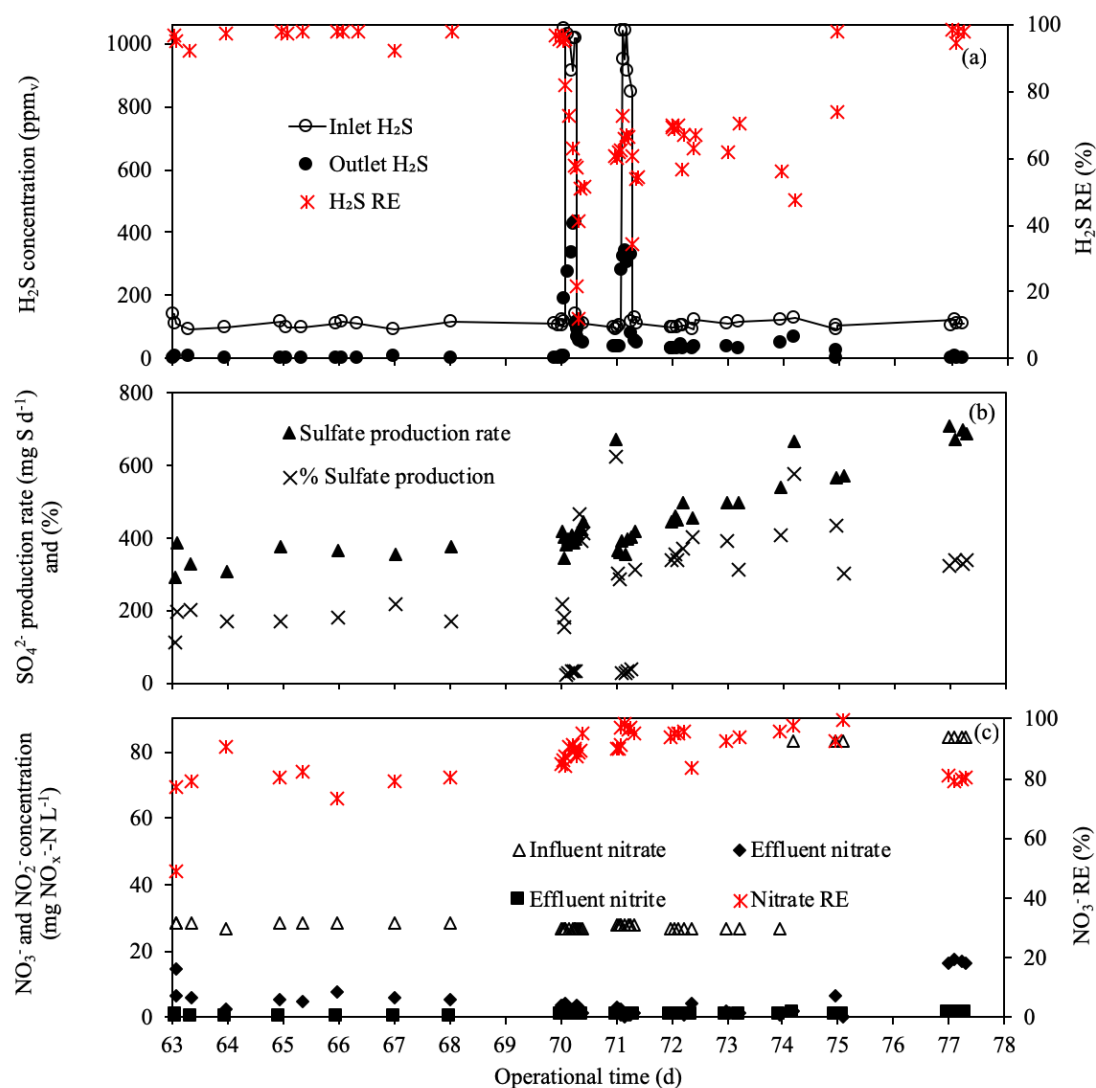 (a)
H₂S concentration (ppmᵥ)
1000
800
600
400
200
0
Inlet H₂S
Outlet H₂S
H₂S RE
100
80
60
40
20
0
H₂S RE (%)
(b)
SO₄²⁻ production rate (mg S d⁻¹)
and (%)
800
600
400
200
0
Sulfate production rate
% Sulfate production
(c)
NO₃⁻ and NO₂⁻ concentration
(mg NOₓ⁻-N L⁻¹)
80
60
40
20
0
Influent nitrate
Effluent nitrate
Effluent nitrite
Nitrate RE
100
80
60
40
20
0
NO₃⁻ RE (%)
63 64 65 66 67 68 69 70 71 72 73 74 75 76 77 78
Operational time (d)